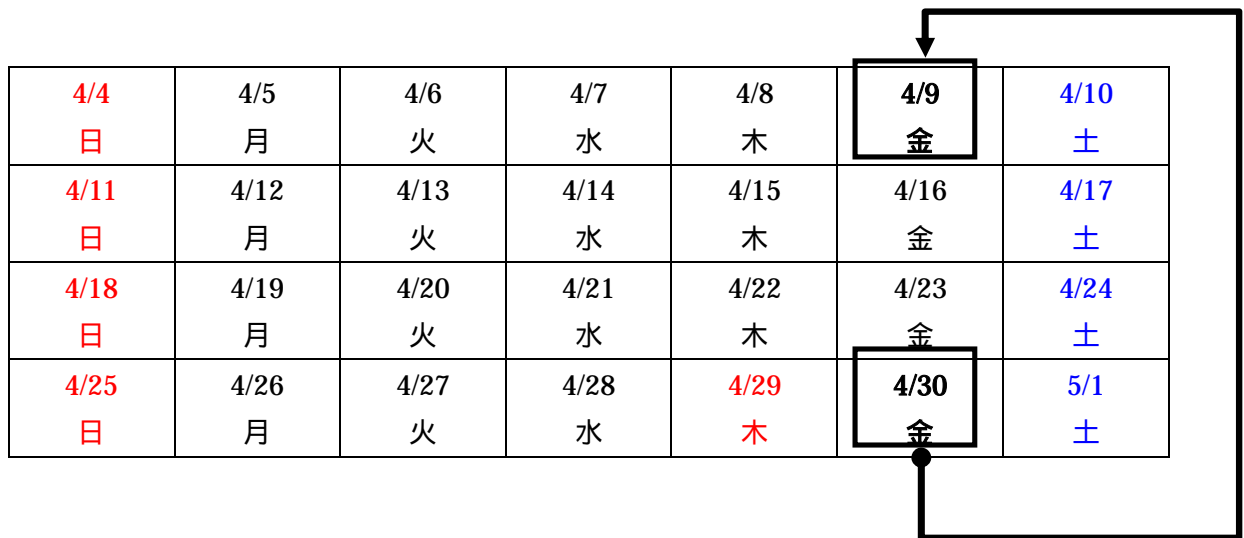 4/4 4/5 4/6 4/7 4/8 4/9 4/10
日 月 火 水 木 金 土
4/11 4/12 4/13 4/14 4/15 4/16 4/17
日 月 火 水 木 金 土
4/18 4/19 4/20 4/21 4/22 4/23 4/24
日 月 火 水 木 金 土
4/25 4/26 4/27 4/28 4/29 4/30 5/1
日 月 火 水 木 金 土